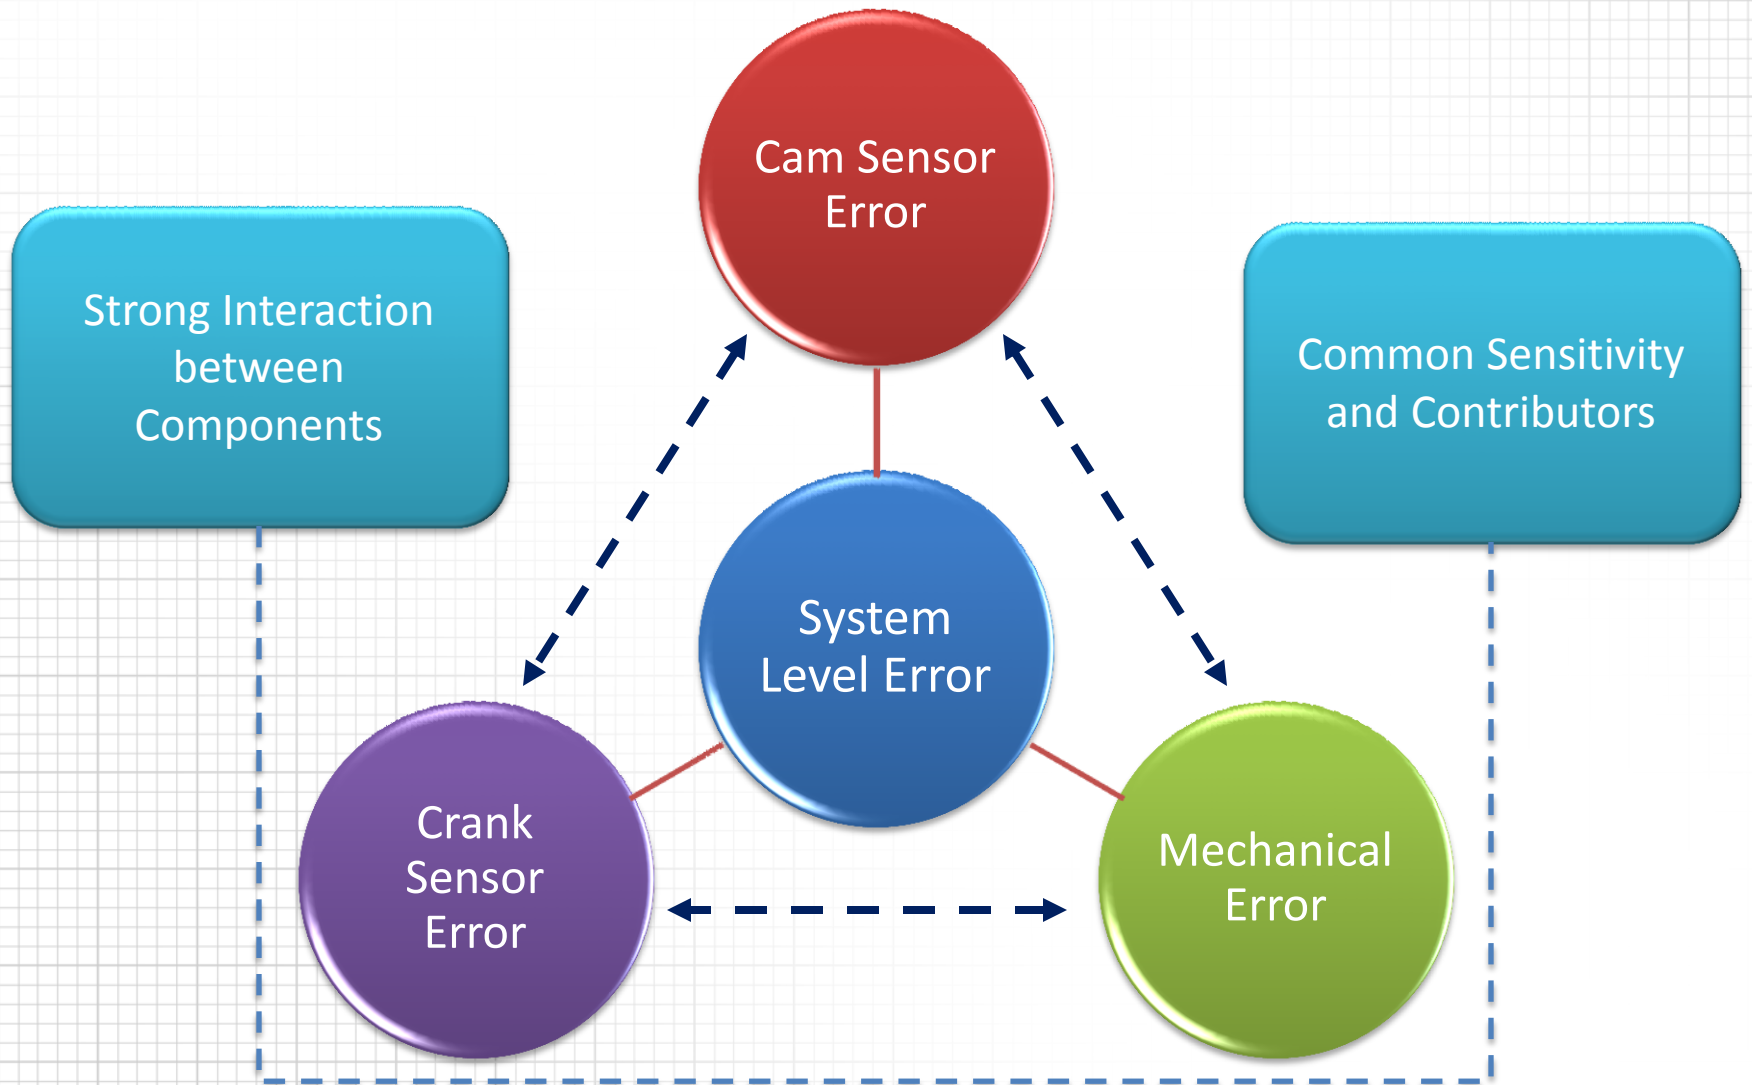 Cam Sensor
Error
Strong Interaction
between
Components
Common Sensitivity
and Contributors
System
Level Error
Crank
Sensor
Error
Mechanical
Error